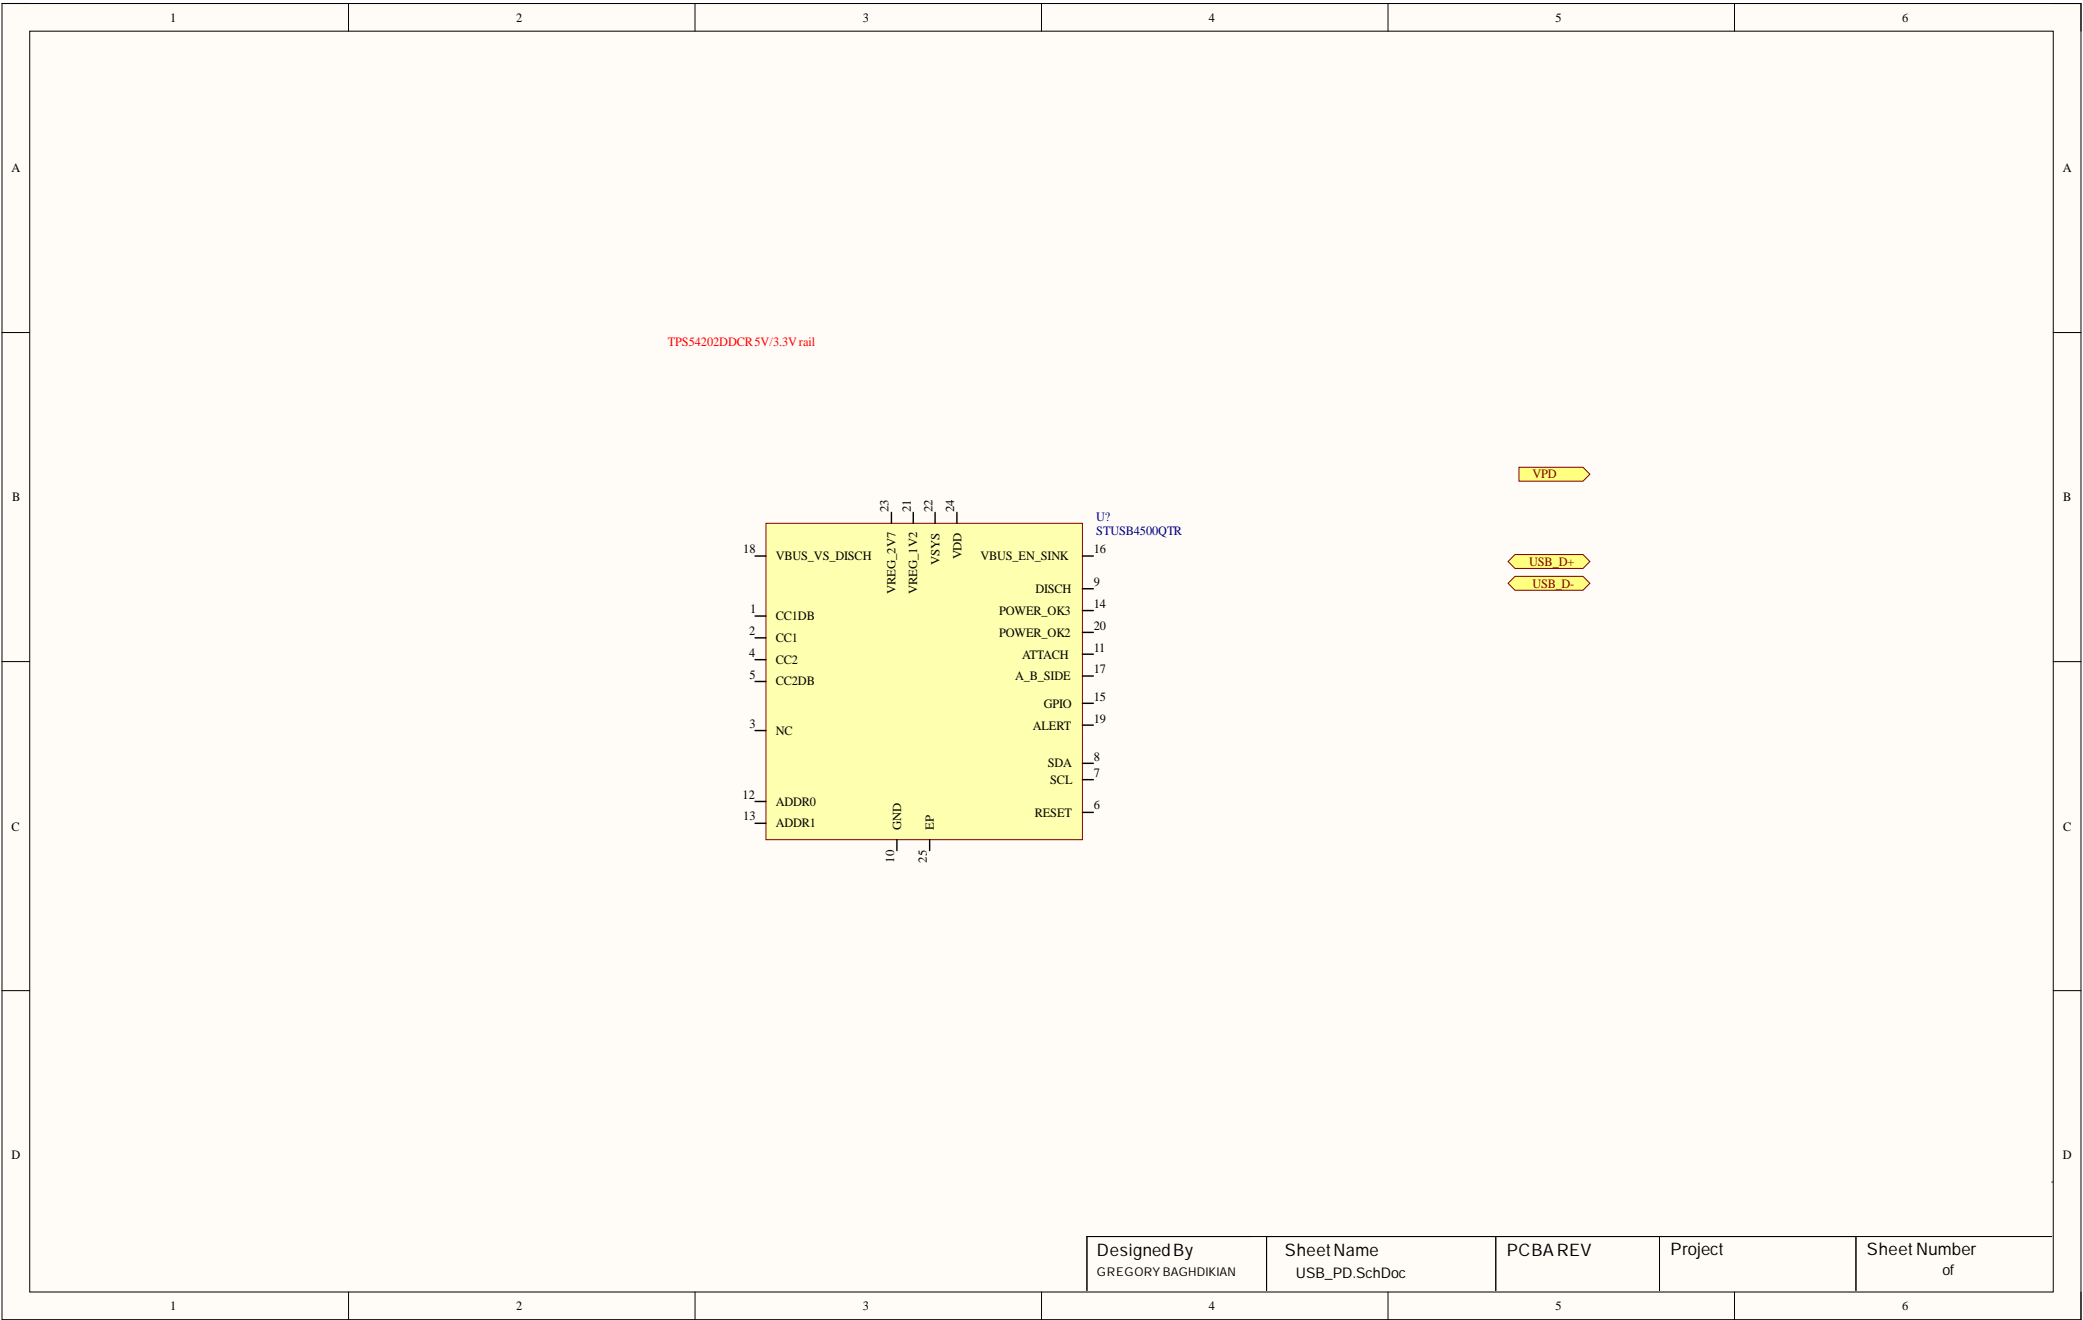 1 2 3 4 5 6
A A
TPS54202DDCR 5V/3.3V rail
B B
VPD
23 21 22 24
U?
STUSB4500QTR
VREG_2V7 VREG_1V2 VSYS VDD
18 VBUS_VS_DISCH VBUS_EN_SINK 16
USB_D+
USB_D-
DISCH 9
1 CC1DB POWER_OK3 14
2 CC1 POWER_OK2 20
4 CC2 ATTACH 11
5 CC2DB A_B_SIDE 17
GPIO 15
3 NC ALERT 19
SDA 8
SCL 7
12 ADDR0
RESET 6
13 ADDR1
GND EP
10 25
C C
D D
Designed By Sheet Name PCBA REV Project Sheet Number
GREGORY BAGHDIKIAN USB_PD.SchDoc of
1 2 3 4 5 6